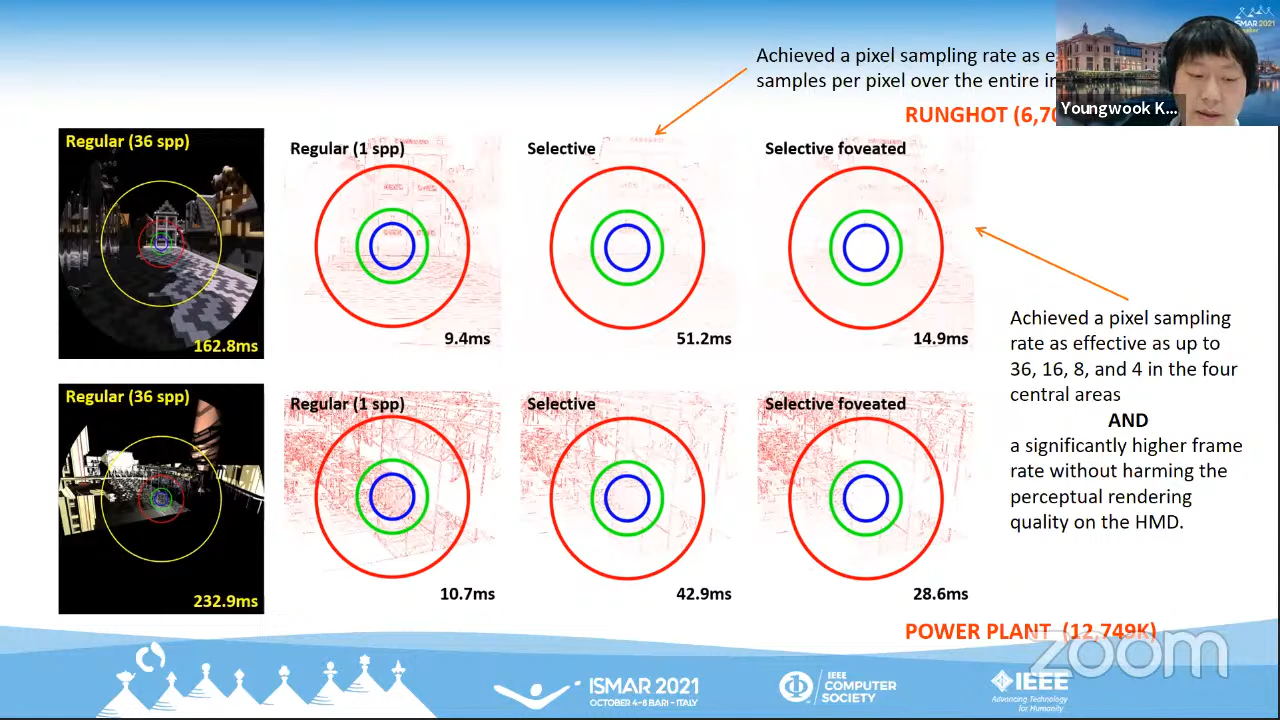 ISMAR 2021
Achieved a pixel sampling rate as
samples per pixel over the entire
RUNGHOT (6,70
Youngwook K...
Regular (36 spp)
Regular (1 spp)
Selective
Selective foveated
162.8ms
9.4ms
51.2ms
14.9ms
Achieved a pixel sampling
rate as effective as up to
36, 16, 8, and 4 in the four
central areas
AND
a significantly higher frame
rate without harming the
perceptual rendering
quality on the HMD.
Regular (36 spp)
Regular (1 spp)
Selective
Selective foveated
232.9ms
10.7ms
42.9ms
28.6ms
POWER PLANT (12,749K)
zoom
ISMAR 2021
OCTOBER 4-8 BARI - ITALY
IEEE
COMPUTER
SOCIETY
IEEE
Advancing Technology
for Humanity